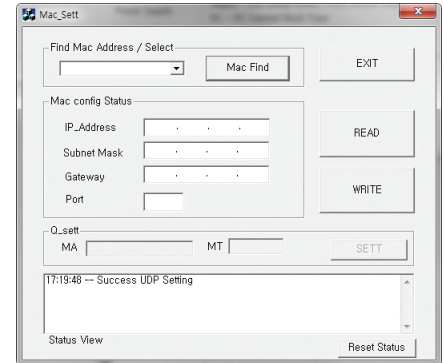 Mac_Sett
Find Mac Address / Select
Mac Find
EXIT
Mac config Status
IP_Address
Subnet Mask
Gateway
Port
READ
WRITE
Q_sett
MA
MT
SETT
17:19:48 -- Success UDP Setting
Status View
Reset Status